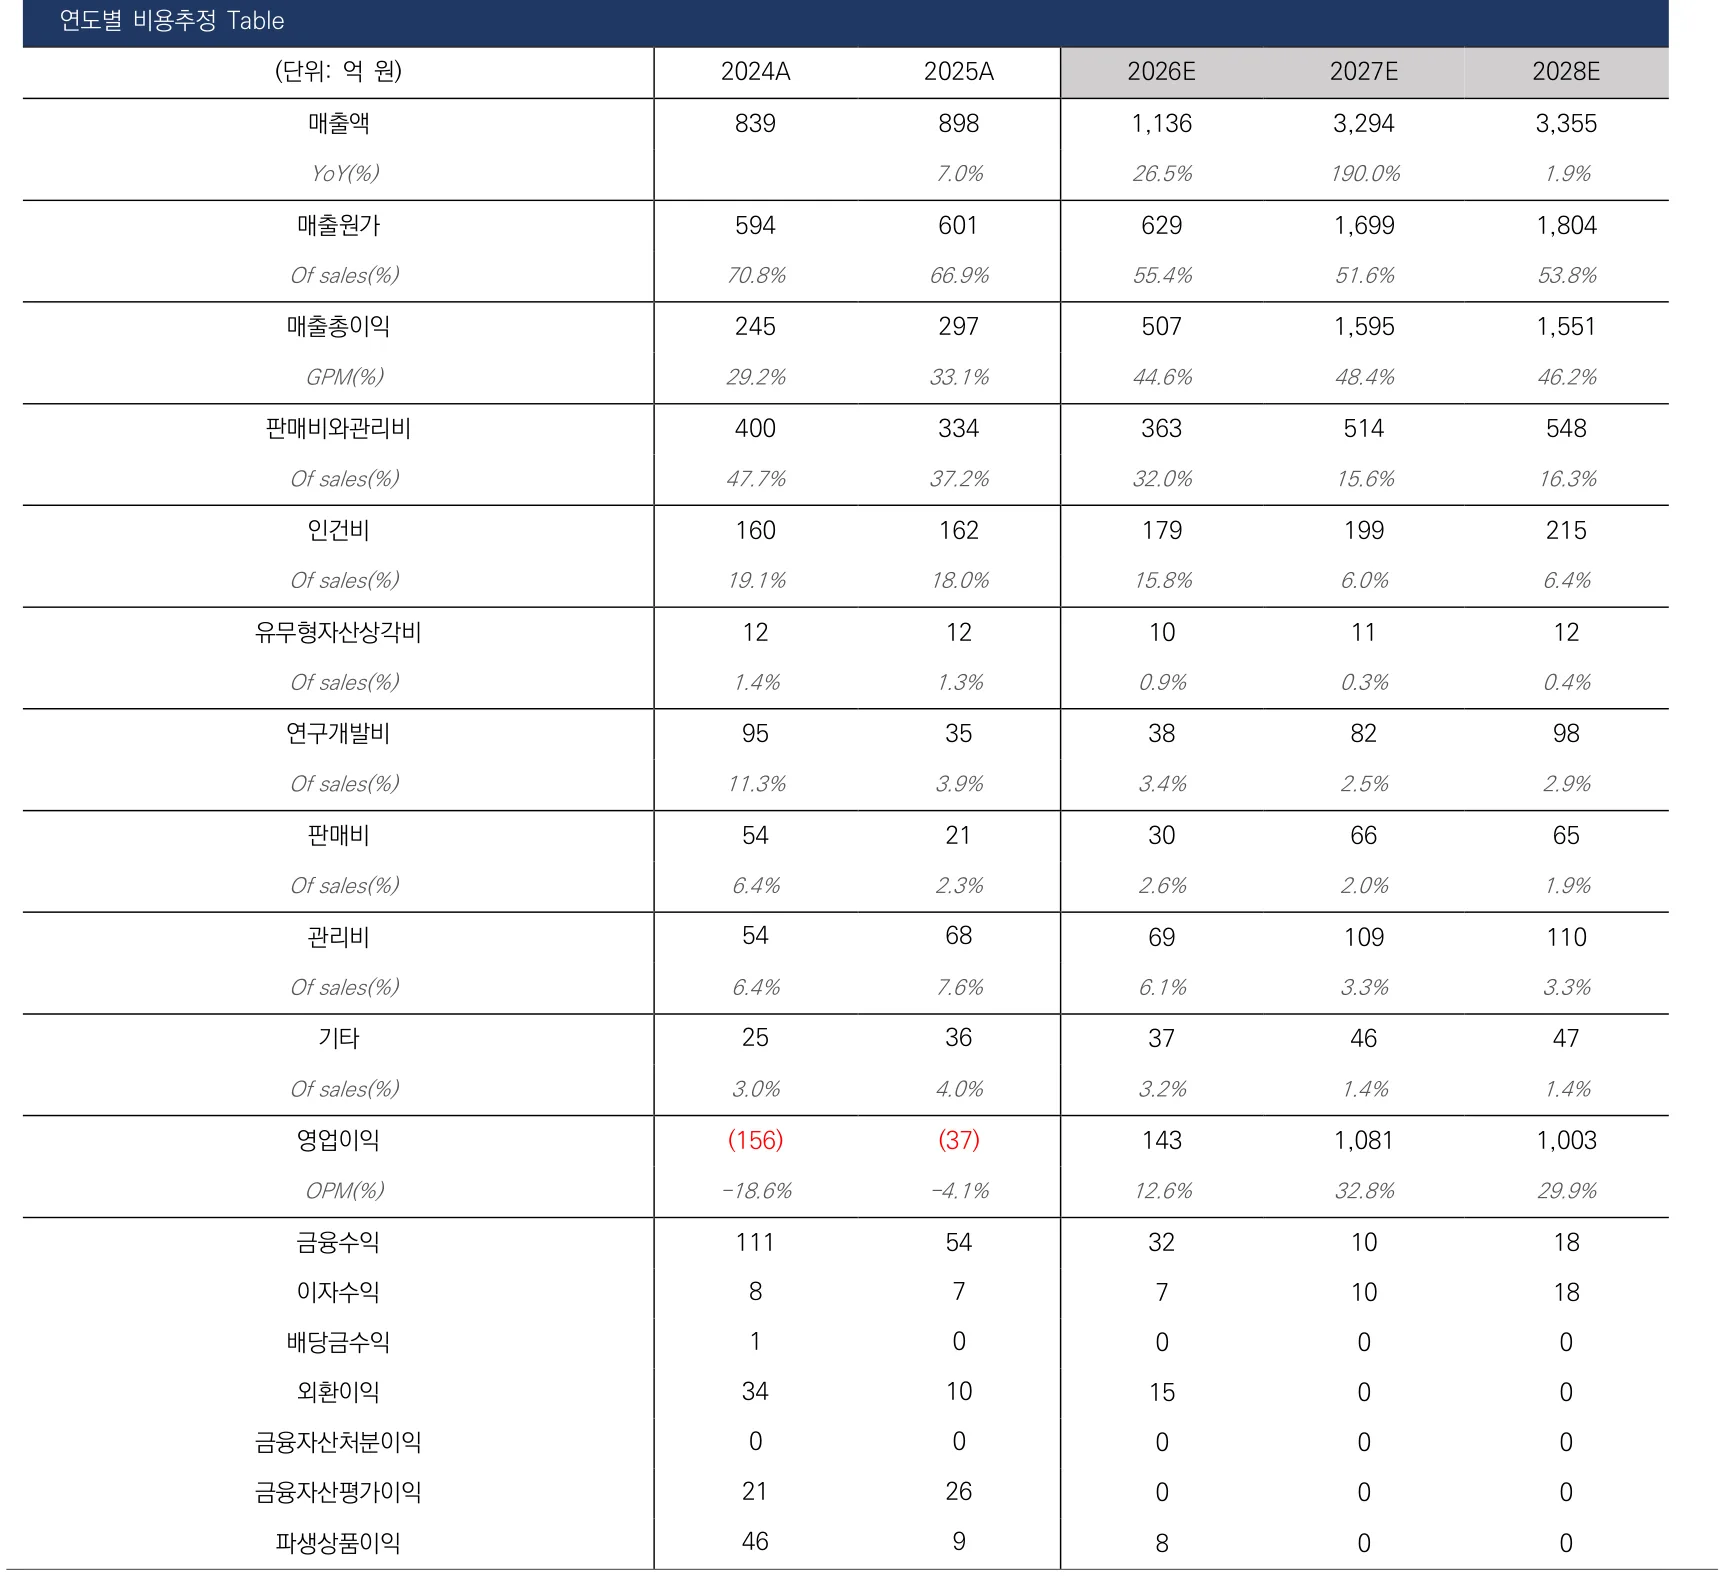 연도별 비용추정 Table
(단위: 억 원) 2024A 2025A 2026E 2027E 2028E
매출액 839 898 1,136 3,294 3,355
YoY(%) 7.0% 26.5% 190.0% 1.9%
매출원가 594 601 629 1,699 1,804
Of sales(%) 70.8% 66.9% 55.4% 51.6% 53.8%
매출총이익 245 297 507 1,595 1,551
GPM(%) 29.2% 33.1% 44.6% 48.4% 46.2%
판매비와관리비 400 334 363 514 548
Of sales(%) 47.7% 37.2% 32.0% 15.6% 16.3%
인건비 160 162 179 199 215
Of sales(%) 19.1% 18.0% 15.8% 6.0% 6.4%
유무형자산상각비 12 12 10 11 12
Of sales(%) 1.4% 1.3% 0.9% 0.3% 0.4%
연구개발비 95 35 38 82 98
Of sales(%) 11.3% 3.9% 3.4% 2.5% 2.9%
판매비 54 21 30 66 65
Of sales(%) 6.4% 2.3% 2.6% 2.0% 1.9%
관리비 54 68 69 109 110
Of sales(%) 6.4% 7.6% 6.1% 3.3% 3.3%
기타 25 36 37 46 47
Of sales(%) 3.0% 4.0% 3.2% 1.4% 1.4%
영업이익 (156) (37) 143 1,081 1,003
OPM(%) -18.6% -4.1% 12.6% 32.8% 29.9%
금융수익 111 54 32 10 18
이자수익 8 7 7 10 18
배당금수익 1 0 0 0 0
외환이익 34 10 15 0 0
금융자산처분이익 0 0 0 0 0
금융자산평가이익 21 26 0 0 0
파생상품이익 46 9 8 0 0